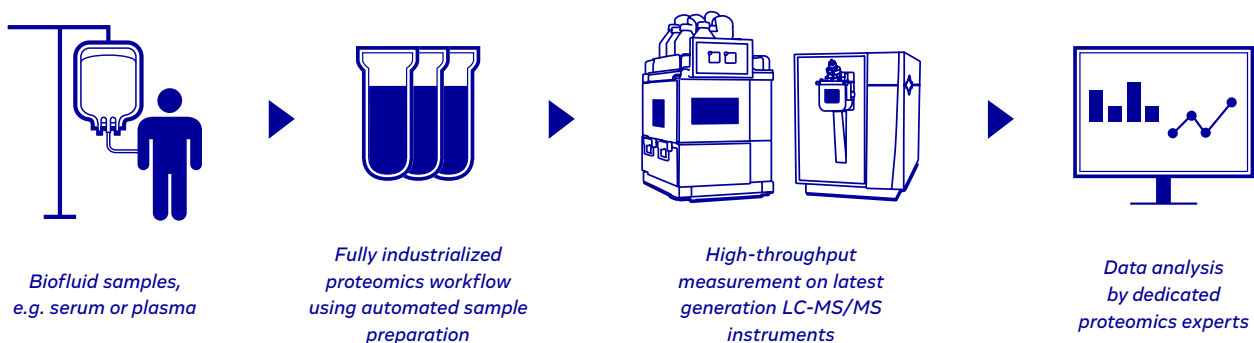 Biofluid samples,
e.g. serum or plasma
Fully industrialized
proteomics workflow
using automated sample
preparation
High-throughput
measurement on latest
generation LC-MS/MS
instruments
Data analysis
by dedicated
proteomics experts